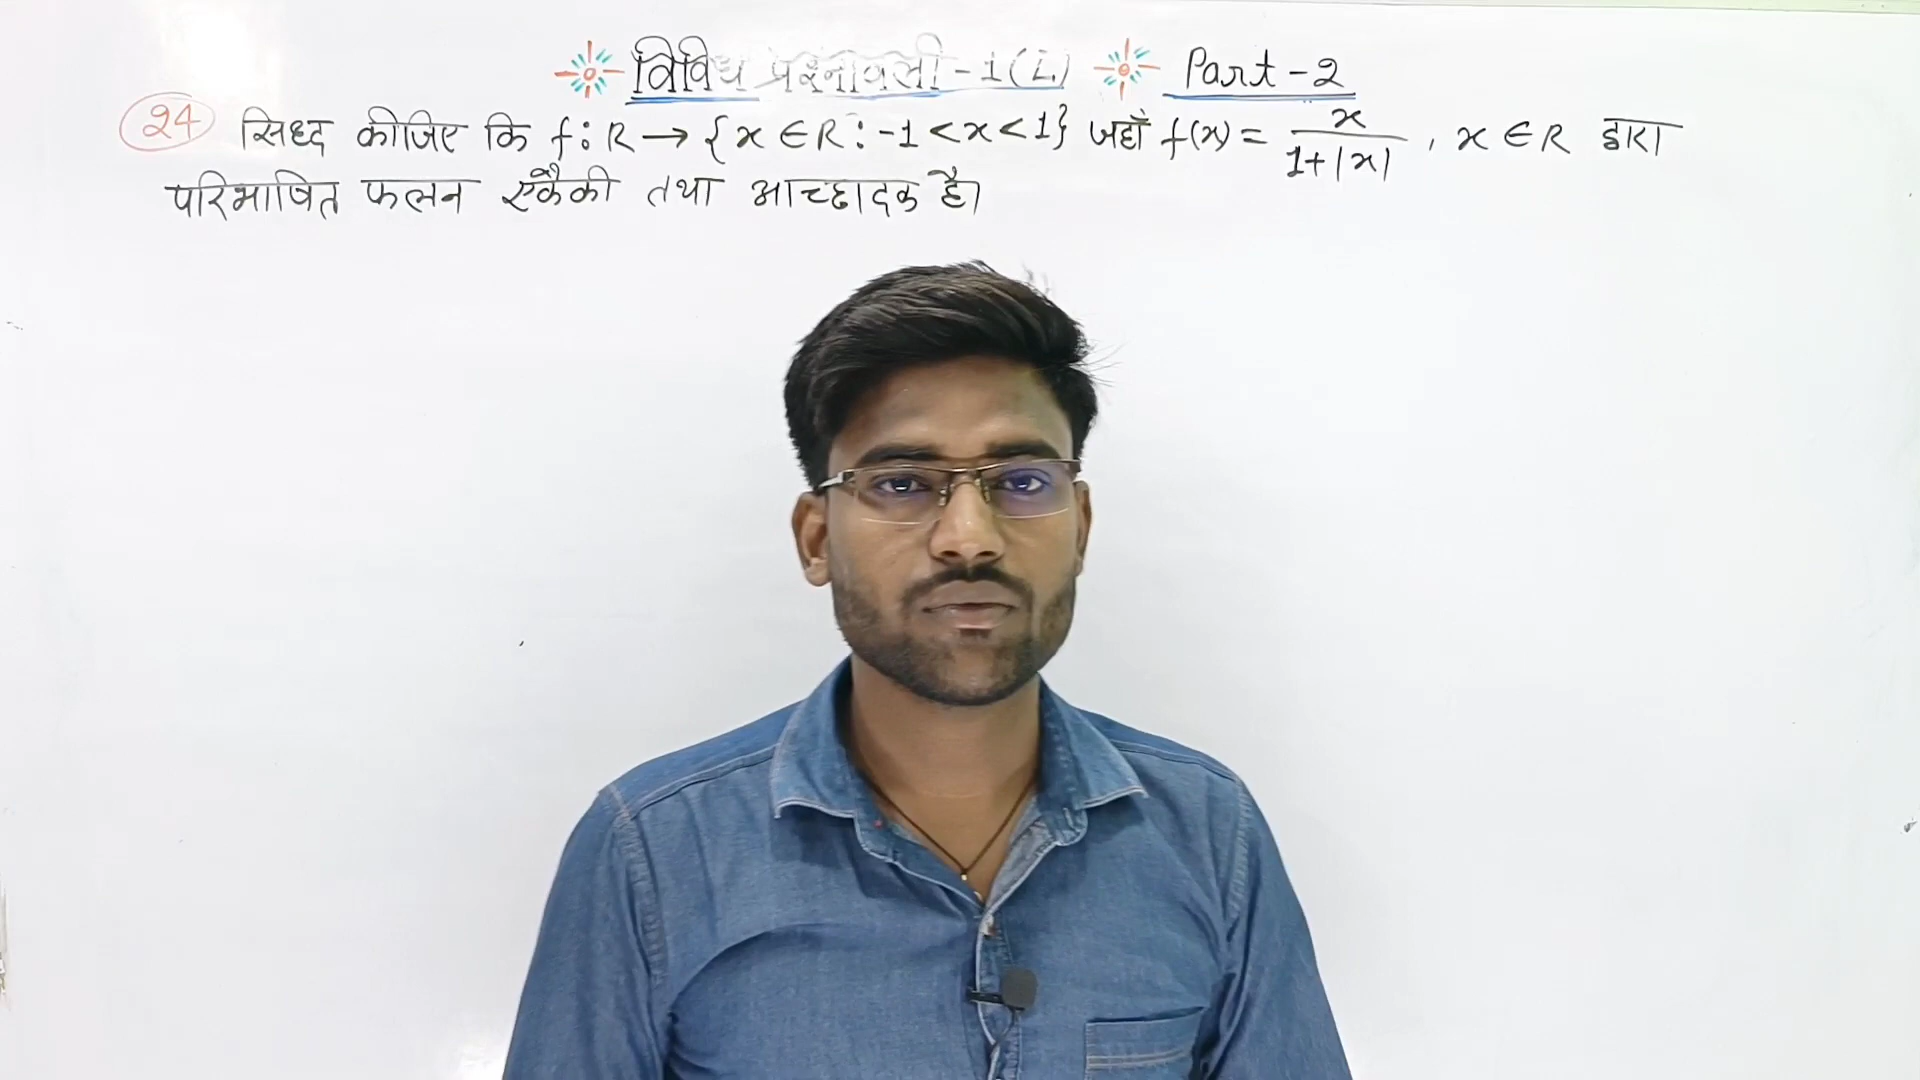 विविध प्रश्नावली - 1 (i) Part - 2
24 सिध्द कीजिए कि f : R → {x ∈ R : -1 < x < 1} जहाँ f(x) = x / 1+|x| , x ∈ R द्वारा
परिभाषित फलन एकैकी तथा आच्छादक है।